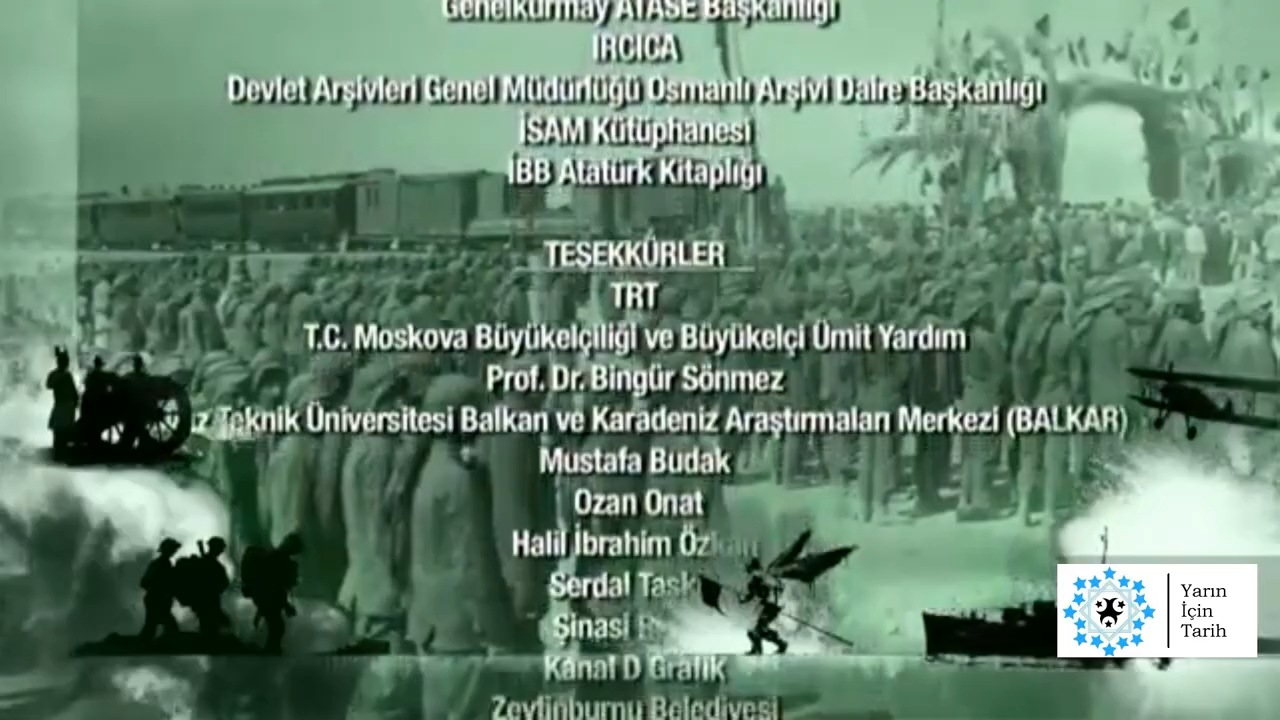 Genelkurmay ATASE Başkanlığı
IRCICA
Devlet Arşivleri Genel Müdürlüğü Osmanlı Arşivi Daire Başkanlığı
İSAM Kütüphanesi
İBB Atatürk Kitaplığı
TEŞEKKÜRLER
TRT
T.C. Moskova Büyükelçiliği ve Büyükelçi Ümit Yardım
Prof. Dr. Bingür Sönmez
Teknik Üniversitesi Balkan ve Karadeniz Araştırmaları Merkezi (BALKAR)
Mustafa Budak
Ozan Onat
Halil İbrahim Özkan
Serdal
Şinasi
Kanal D Grafik
Zeytinburnu Belediyesi
Yarın
İçin
Tarih